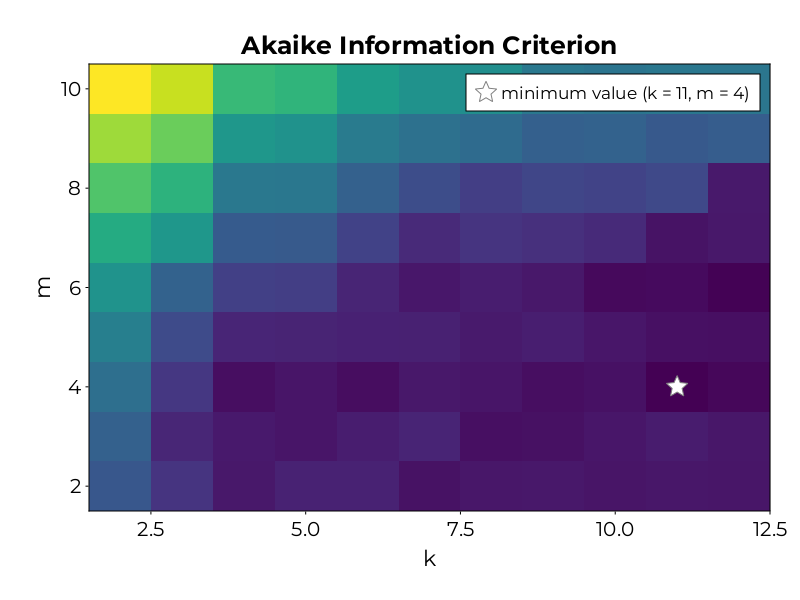 Akaike Information Criterion
minimum value (k = 11, m = 4)
10
8
6
4
2
m
2.5 5.0 7.5 10.0 12.5
k